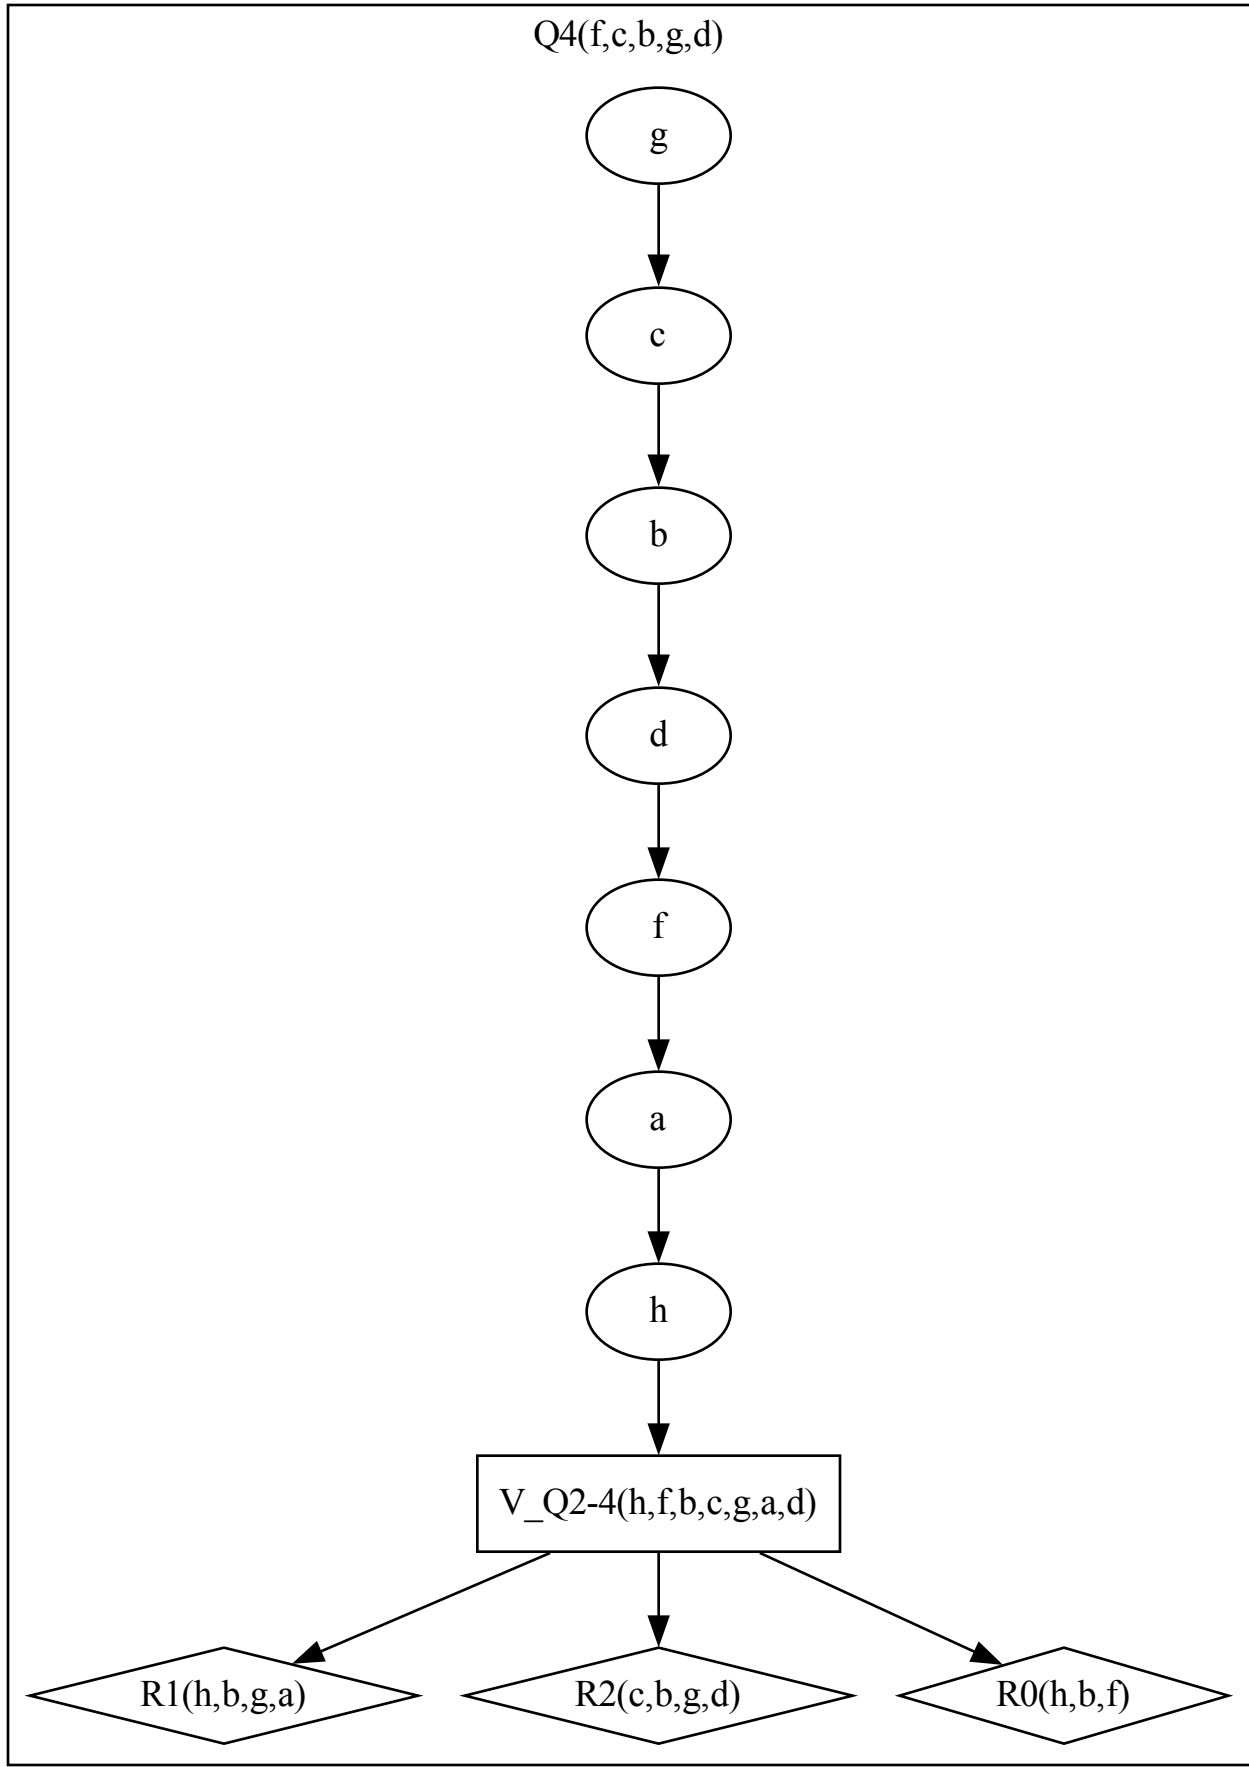 Q4(f,c,b,g,d)
g
c
b
d
f
a
h
V_Q2-4(h,f,b,c,g,a,d)
R1(h,b,g,a)
R2(c,b,g,d)
R0(h,b,f)